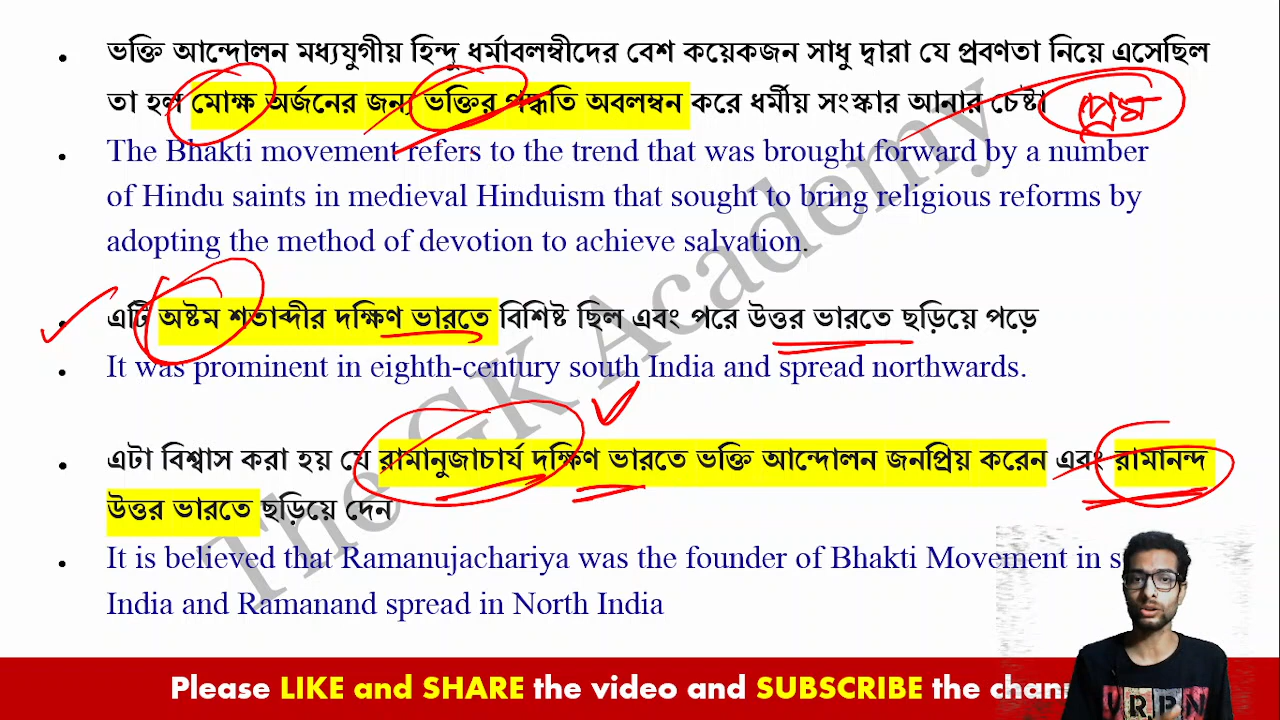 • ভক্তি আন্দোলন মধ্যযুগীয় হিন্দু ধর্মাবলম্বীদের বেশ কয়েকজন সাধু দ্বারা যে প্রবণতা নিয়ে এসেছিল
তা হল মোক্ষ অর্জনের জন্য ভক্তির পদ্ধতি অবলম্বন করে ধর্মীয় সংস্কার আনার চেষ্টা প্রেম
• The Bhakti movement refers to the trend that was brought forward by a number
of Hindu saints in medieval Hinduism that sought to bring religious reforms by
adopting the method of devotion to achieve salvation.
• এটি অষ্টম শতাব্দীর দক্ষিণ ভারতে বিশিষ্ট ছিল এবং পরে উত্তর ভারতে ছড়িয়ে পড়ে
• It was prominent in eighth-century south India and spread northwards.
• এটা বিশ্বাস করা হয় যে রামানুজাচার্য দক্ষিণ ভারতে ভক্তি আন্দোলন জনপ্রিয় করেন এবং রামানন্দ
উত্তর ভারতে ছড়িয়ে দেন
• It is believed that Ramanujachariya was the founder of Bhakti Movement in
India and Ramanand spread in North India
The GK Academy
Please LIKE and SHARE the video and SUBSCRIBE the